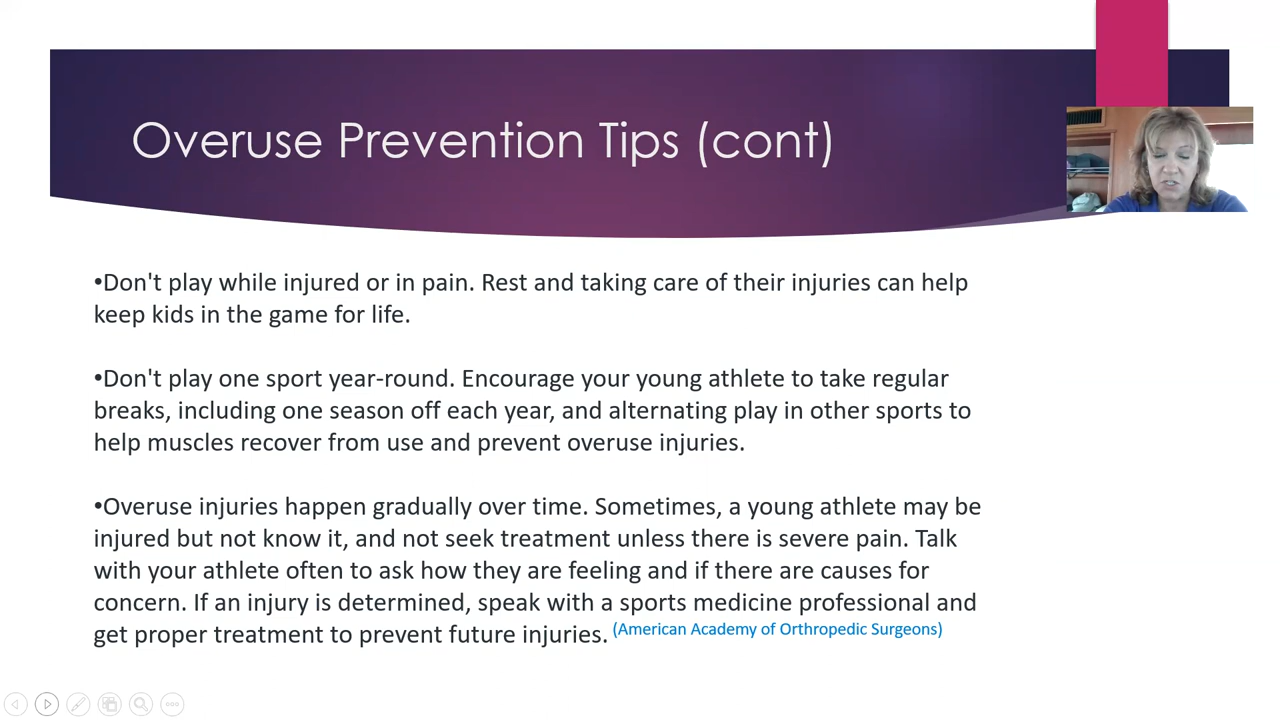 Overuse Prevention Tips (cont)
•Don't play while injured or in pain. Rest and taking care of their injuries can help
keep kids in the game for life.
•Don't play one sport year-round. Encourage your young athlete to take regular
breaks, including one season off each year, and alternating play in other sports to
help muscles recover from use and prevent overuse injuries.
•Overuse injuries happen gradually over time. Sometimes, a young athlete may be
injured but not know it, and not seek treatment unless there is severe pain. Talk
with your athlete often to ask how they are feeling and if there are causes for
concern. If an injury is determined, speak with a sports medicine professional and
get proper treatment to prevent future injuries. (American Academy of Orthropedic Surgeons)